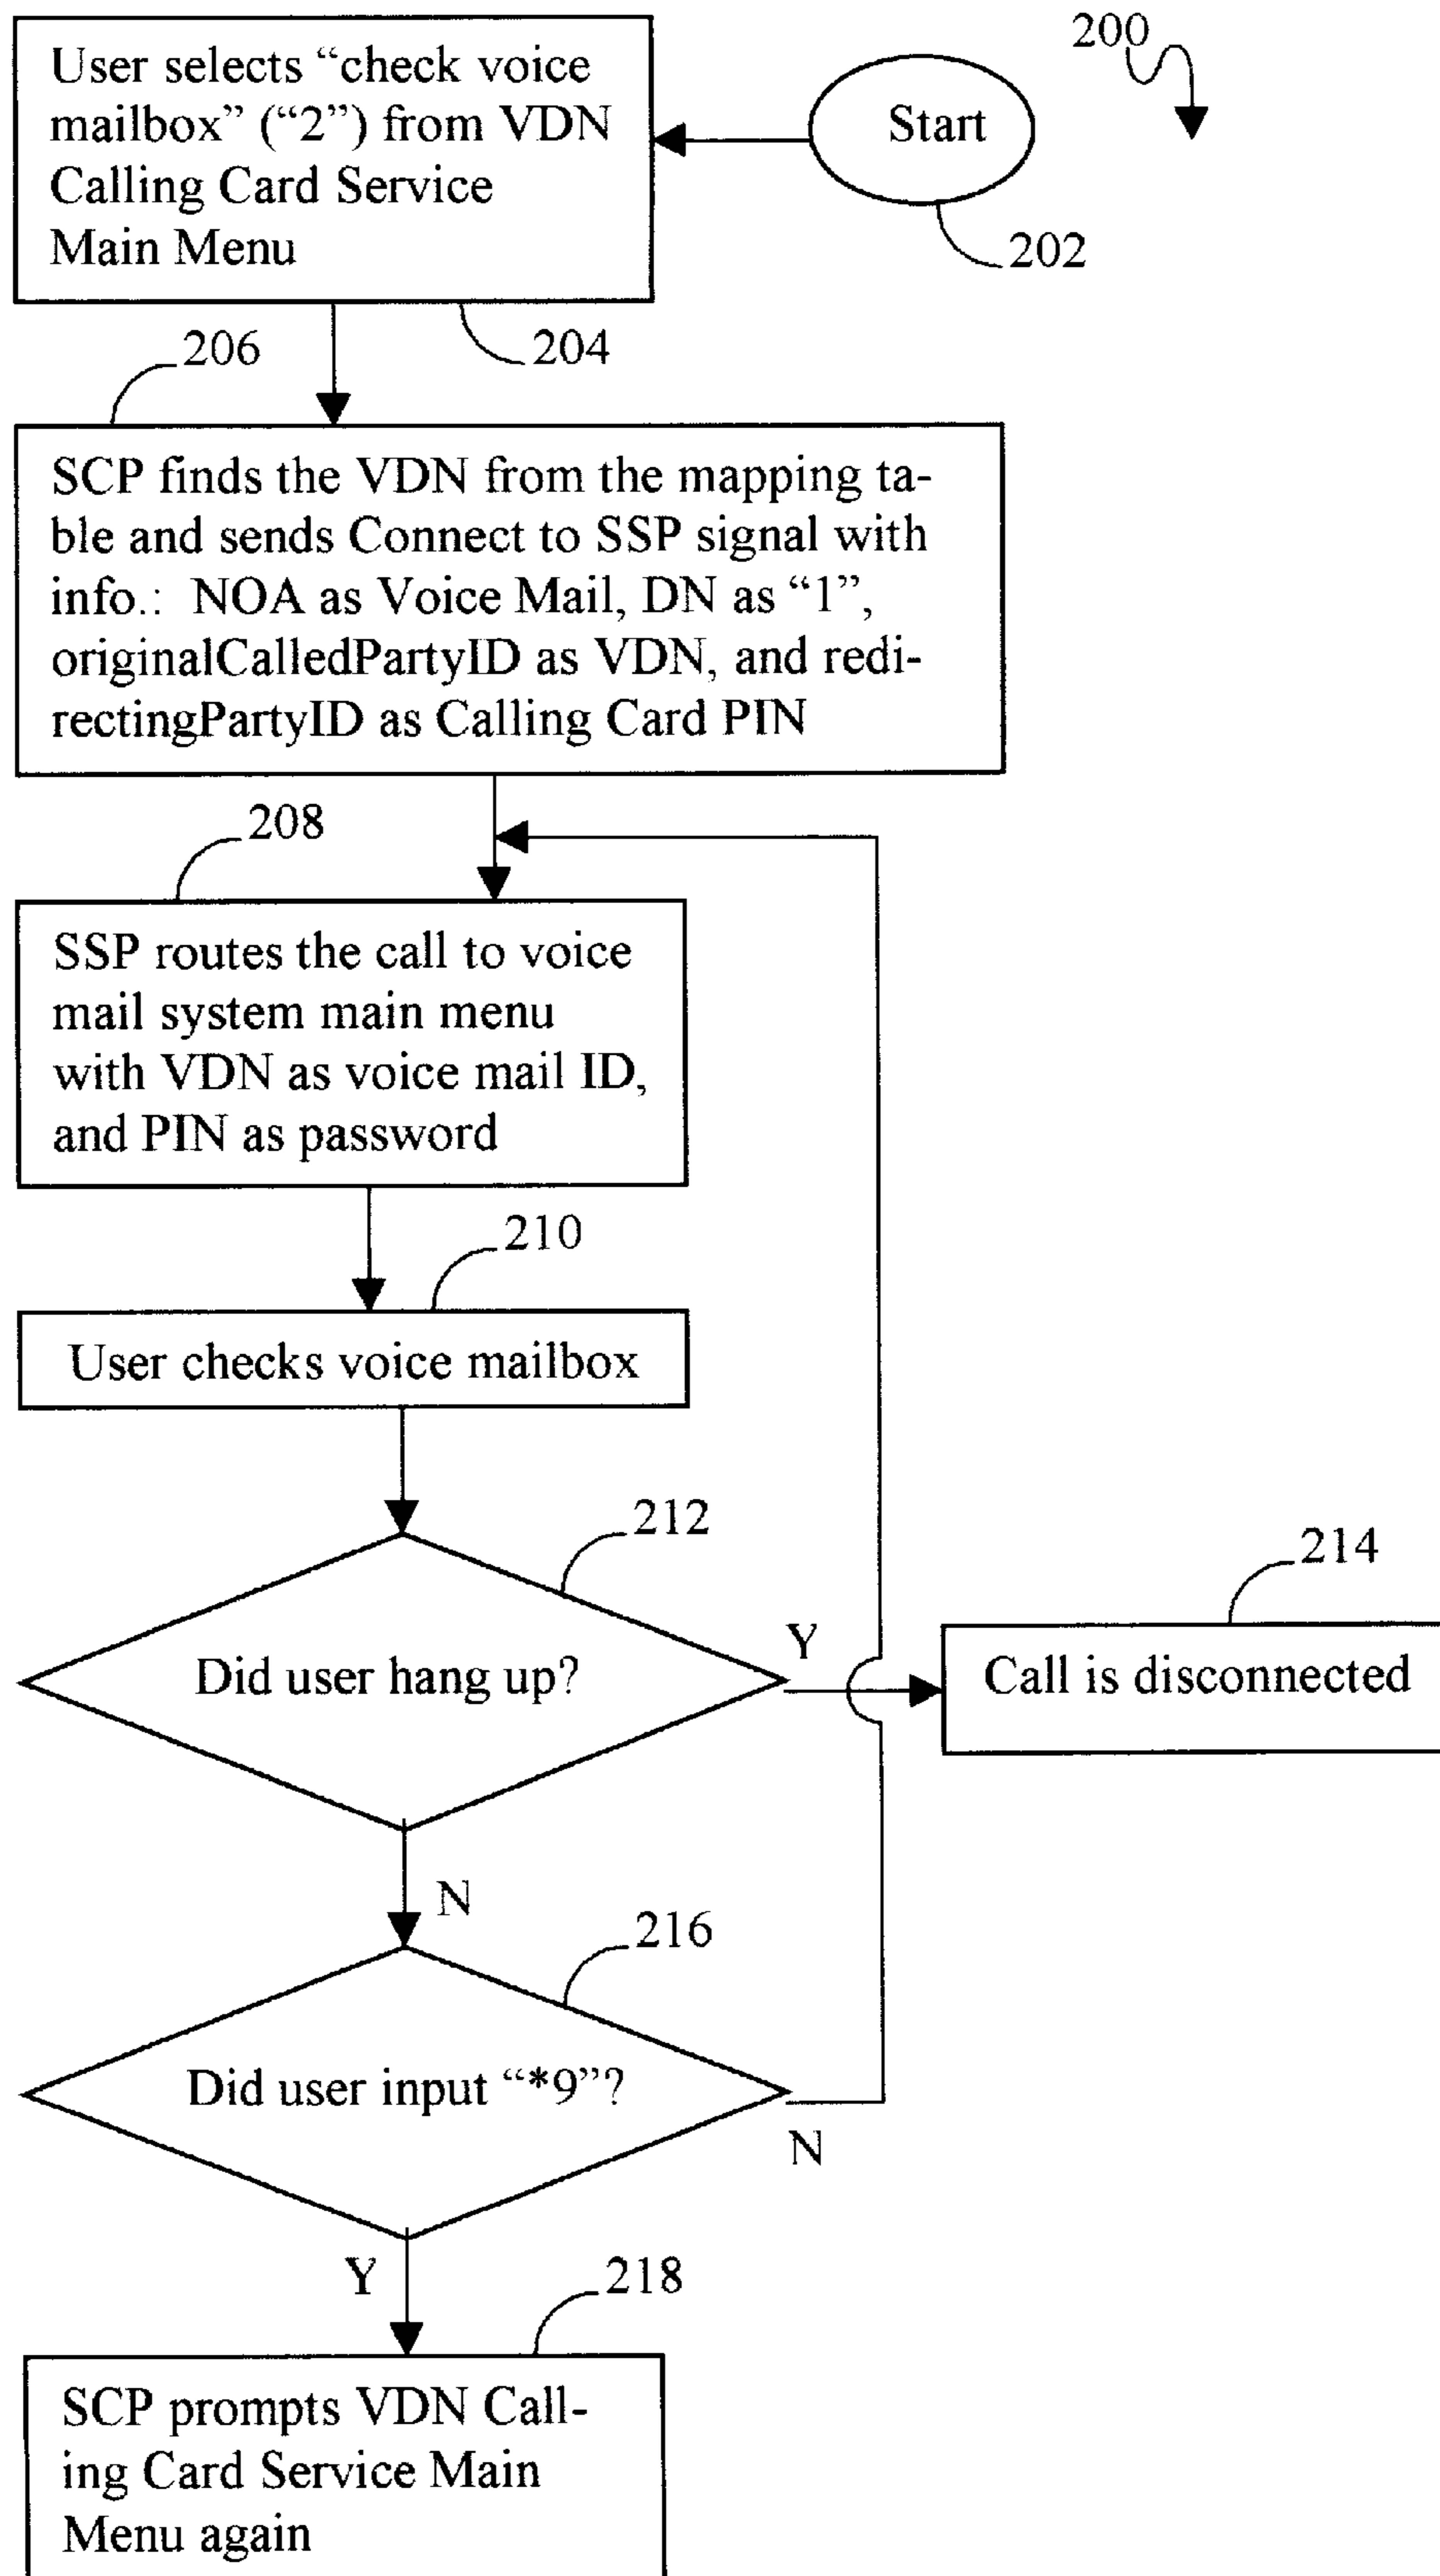 200
Start
202
User selects “check voice
mailbox” (“2”) from VDN
Calling Card Service
Main Menu
204
206
SCP finds the VDN from the mapping ta-
ble and sends Connect to SSP signal with
info.: NOA as Voice Mail, DN as “1”,
originalCalledPartyID as VDN, and redi-
rectingPartyID as Calling Card PIN
208
SSP routes the call to voice
mail system main menu
with VDN as voice mail ID,
and PIN as password
210
User checks voice mailbox
212
Did user hang up?
Y
214
Call is disconnected
N
216
Did user input “*9”?
N
Y
218
SCP prompts VDN Call-
ing Card Service Main
Menu again